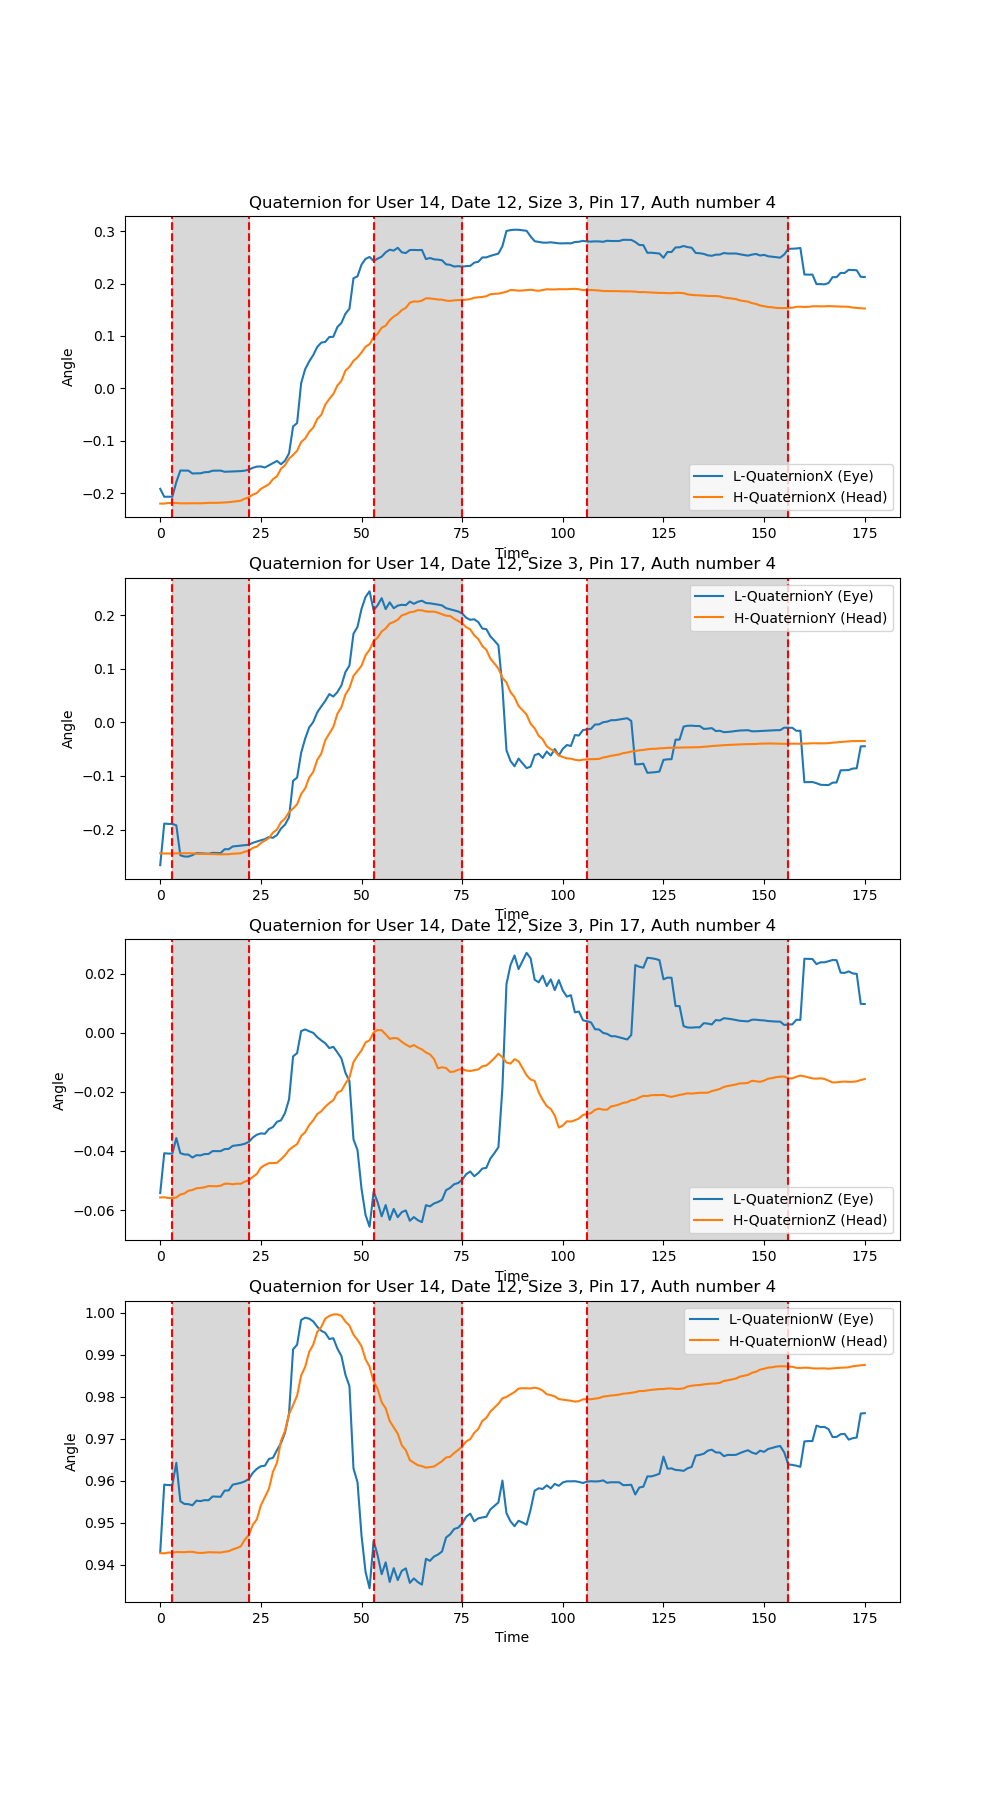 Quaternion for User 14, Date 12, Size 3, Pin 17, Auth number 4
0.3
0.2
0.1
0.0
−0.1
−0.2
Angle
L-QuaternionX (Eye)
H-QuaternionX (Head)
0 25 50 75 100 125 150 175
Time
Quaternion for User 14, Date 12, Size 3, Pin 17, Auth number 4
0.2
0.1
0.0
−0.1
−0.2
Angle
L-QuaternionY (Eye)
H-QuaternionY (Head)
0 25 50 75 100 125 150 175
Time
Quaternion for User 14, Date 12, Size 3, Pin 17, Auth number 4
0.02
0.00
−0.02
−0.04
−0.06
Angle
L-QuaternionZ (Eye)
H-QuaternionZ (Head)
0 25 50 75 100 125 150 175
Time
Quaternion for User 14, Date 12, Size 3, Pin 17, Auth number 4
1.00
0.99
0.98
0.97
0.96
0.95
0.94
Angle
L-QuaternionW (Eye)
H-QuaternionW (Head)
0 25 50 75 100 125 150 175
Time